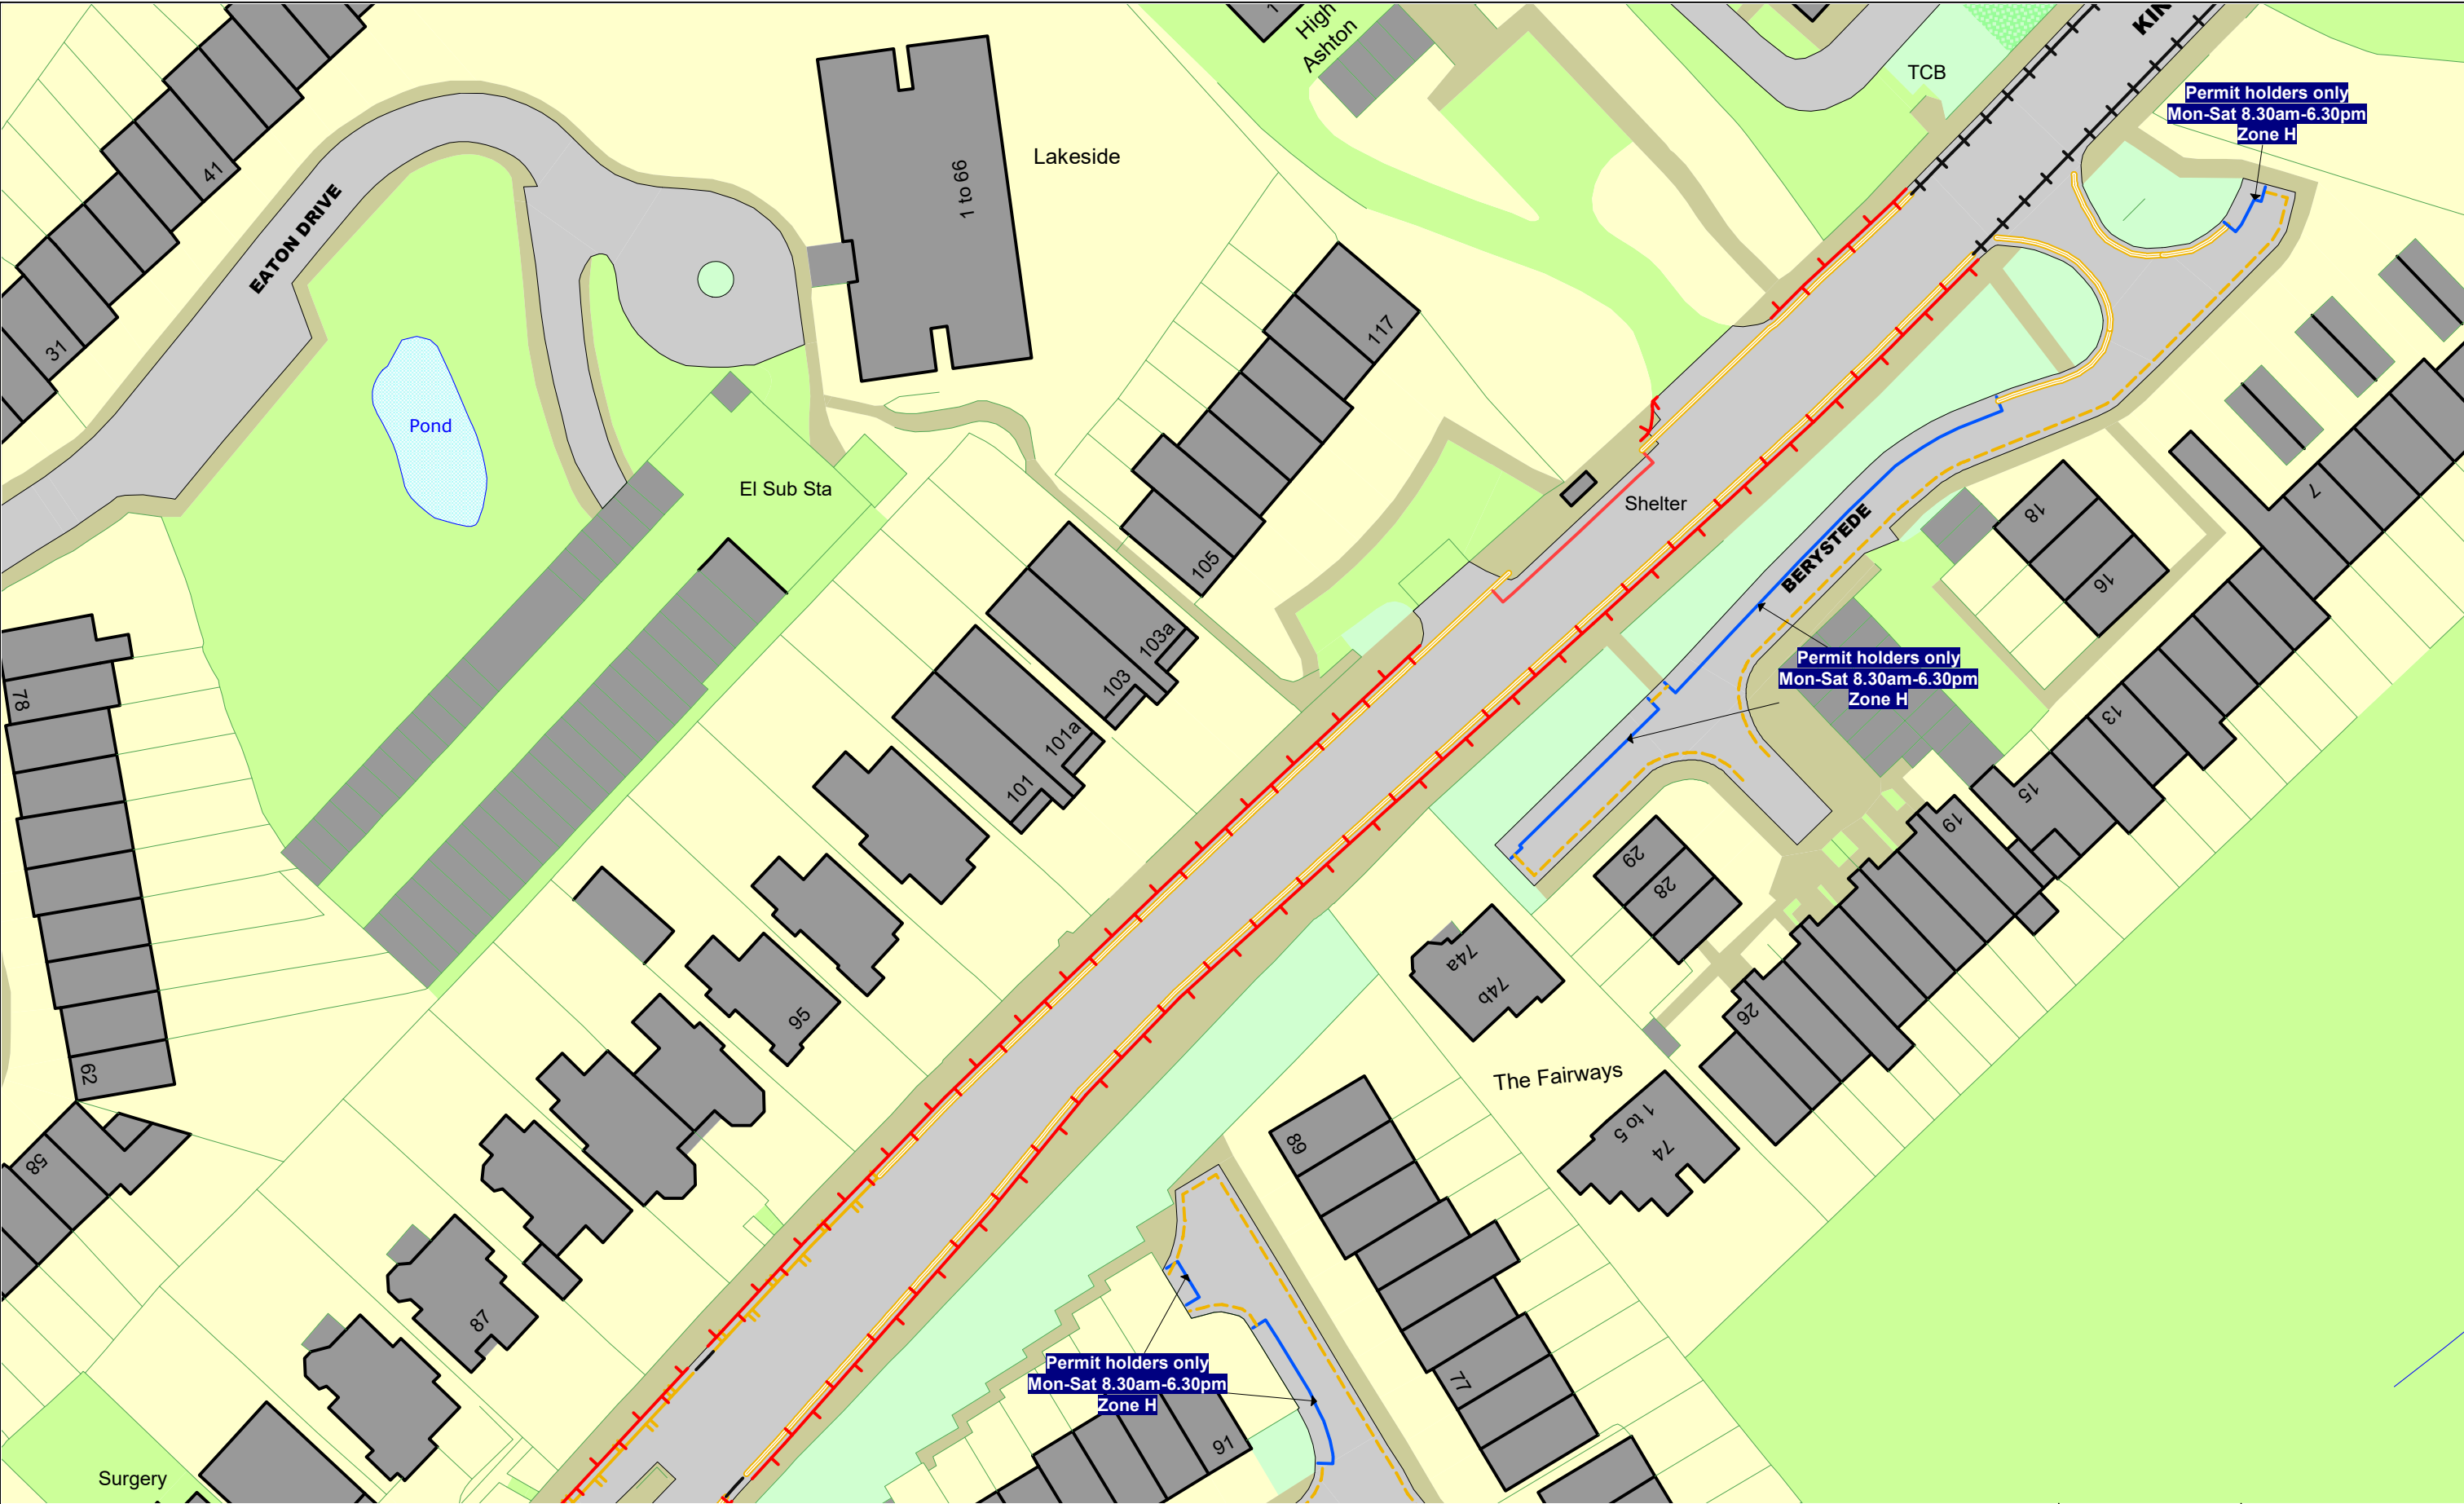 High
Ashton
KIN
TCB
Permit holders only
Mon-Sat 8.30am-6.30pm
Zone H
Lakeside
1 to 66
41
EATON DRIVE
31
117
Pond
El Sub Sta
Shelter
105
BERYSTEDE
18
16
7
103a
103
Permit holders only
Mon-Sat 8.30am-6.30pm
Zone H
78
101a
101
13
15
19
29
28
74a
74b
95
26
The Fairways
62
1 to 5
74
89
58
87
Permit holders only
Mon-Sat 8.30am-6.30pm
Zone H
77
91
Surgery